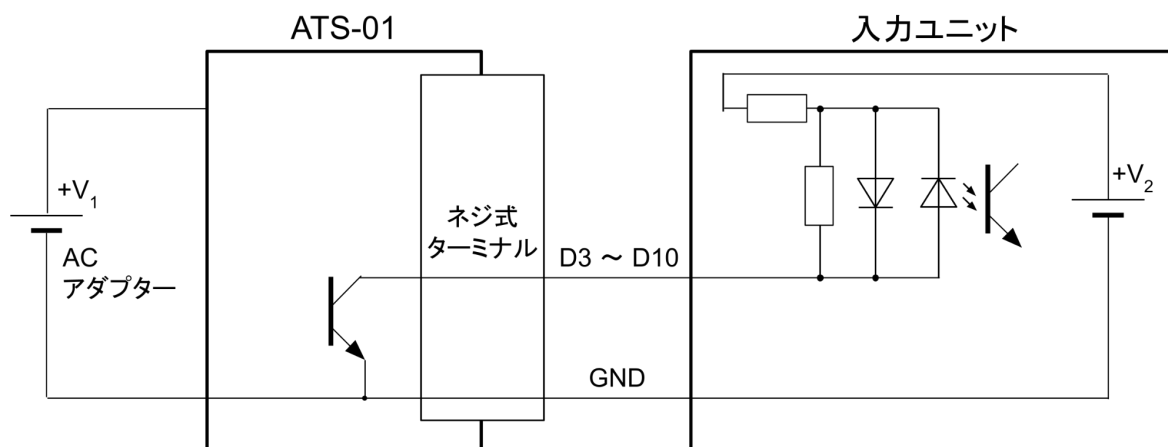 ATS-01
入力ユニット
+V1
AC
アダプター
ネジ式
ターミナル
D3 ～ D10
GND
+V2